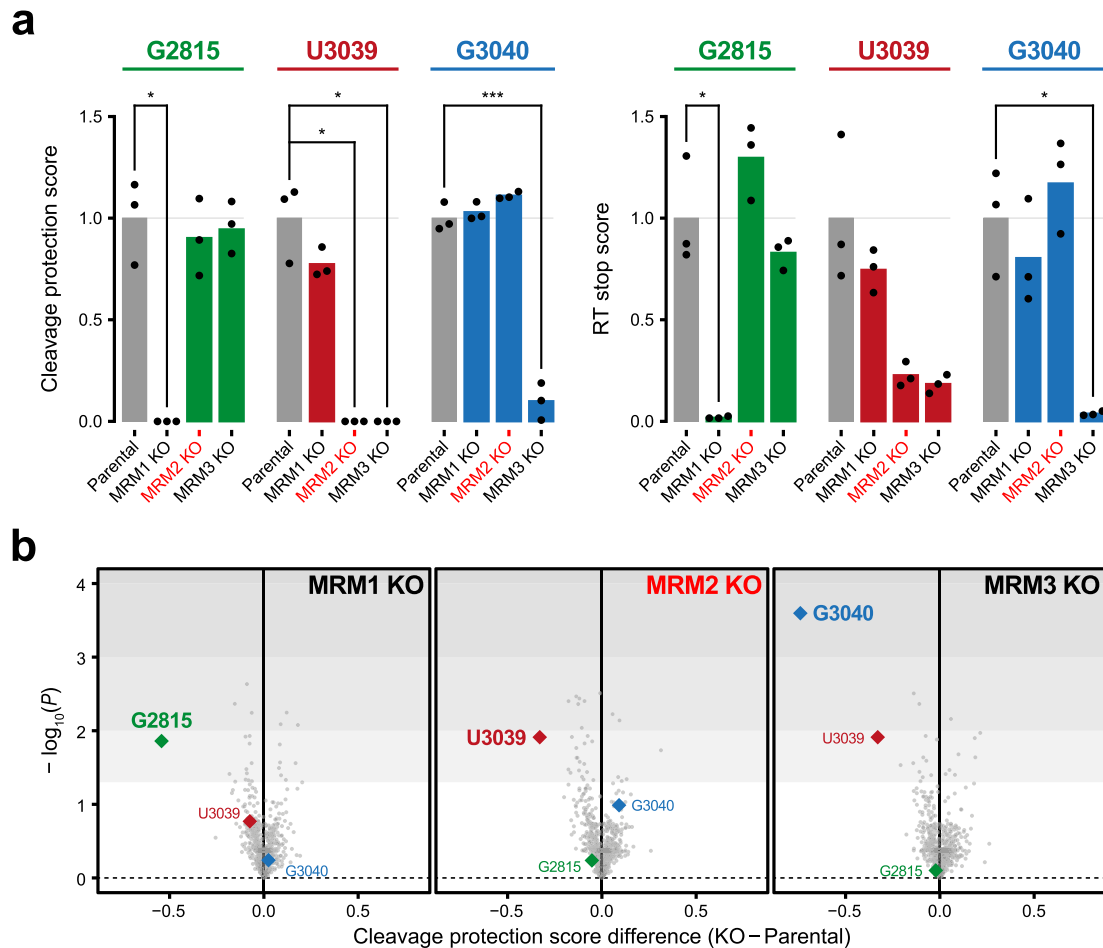 a
G2815
U3039
G3040
G2815
U3039
G3040
*
*
*
***
*
*
Cleavage protection score
1.5
1.0
0.5
0.0
RT stop score
1.5
1.0
0.5
0.0
Parental
MRM1 KO
MRM2 KO
MRM3 KO
Parental
MRM1 KO
MRM2 KO
MRM3 KO
Parental
MRM1 KO
MRM2 KO
MRM3 KO
Parental
MRM1 KO
MRM2 KO
MRM3 KO
Parental
MRM1 KO
MRM2 KO
MRM3 KO
Parental
MRM1 KO
MRM2 KO
MRM3 KO
b
− log10(P)
4
3
2
1
0
MRM1 KO
G2815
U3039
G3040
−0.5
0.0
0.5
MRM2 KO
U3039
G3040
G2815
−0.5
0.0
0.5
MRM3 KO
G3040
U3039
G2815
−0.5
0.0
0.5
Cleavage protection score difference (KO – Parental)